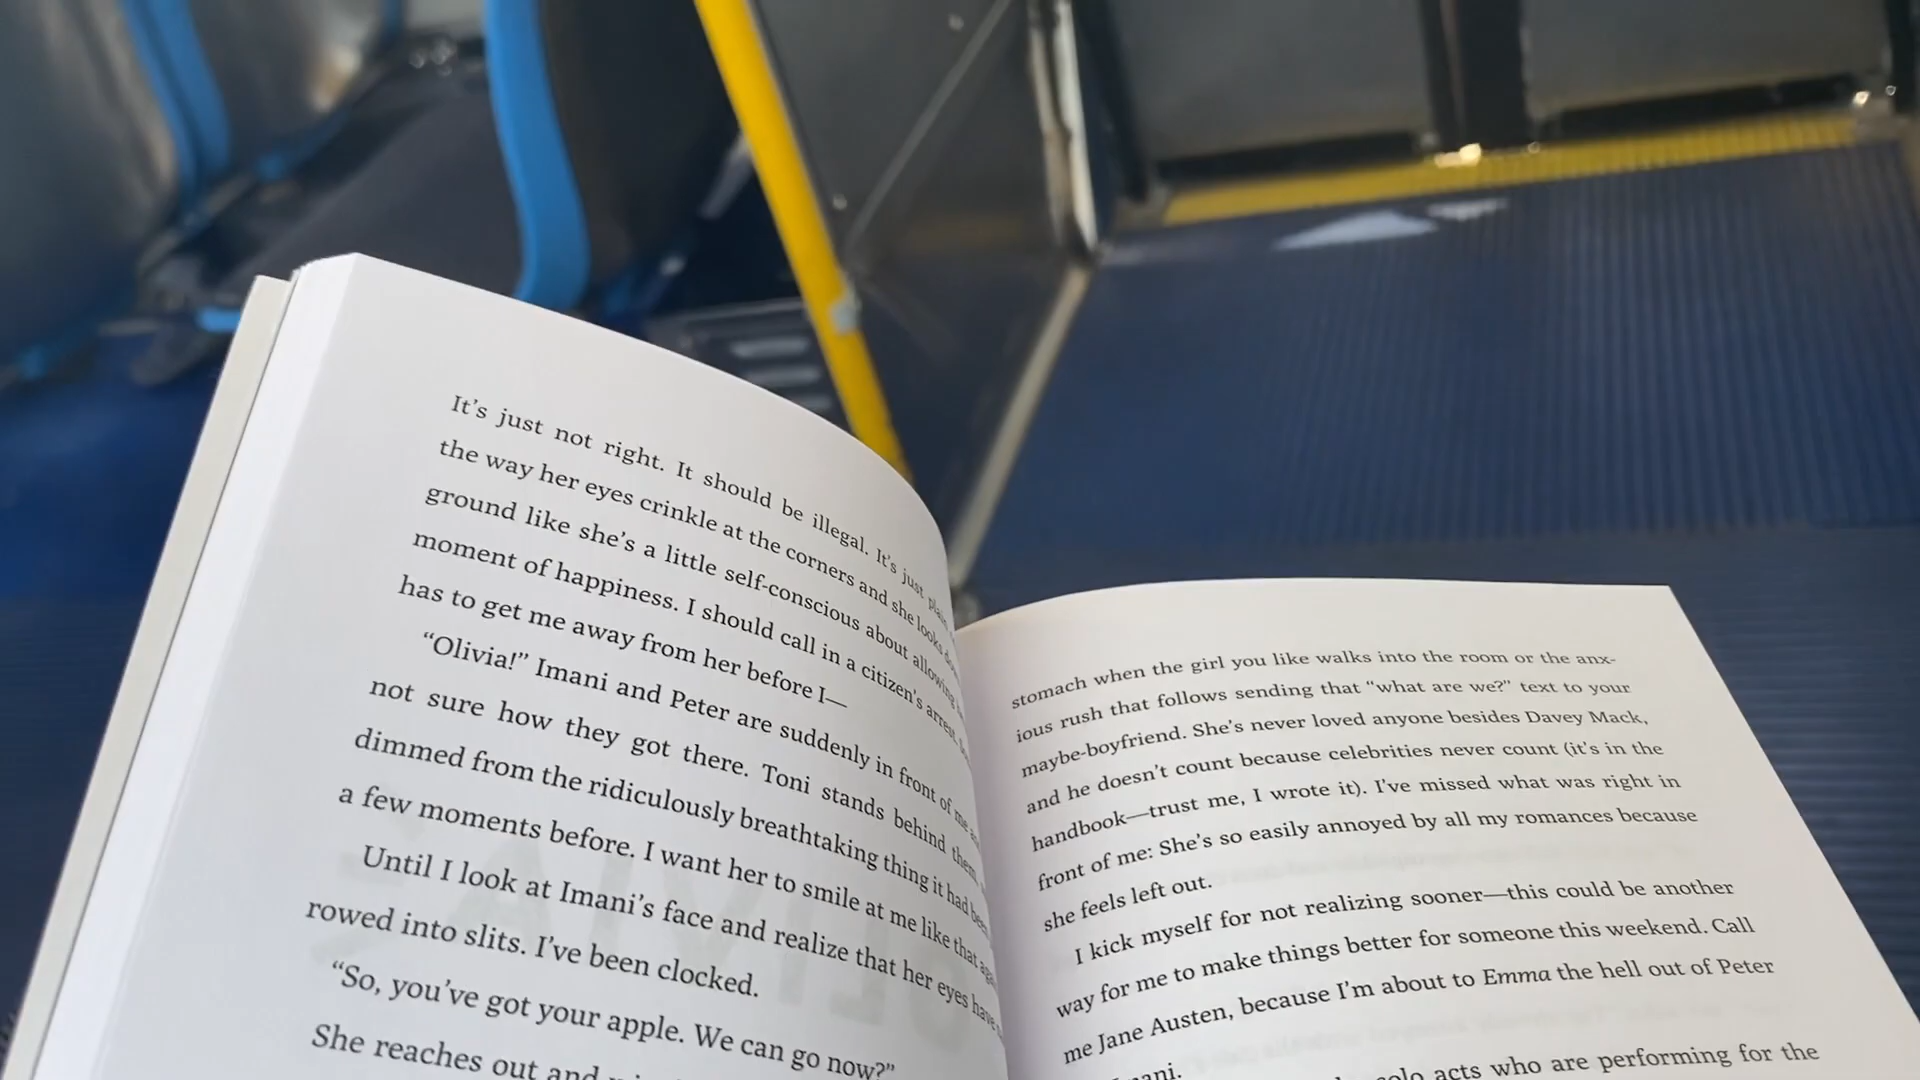 It's just not right. It should be illegal. It's just plain
the way her eyes crinkle at the corners and she looks
ground like she's a little self-conscious about allowing
moment of happiness. I should call in a citizen's arrest.
has to get me away from her before I—
“Olivia!” Imani and Peter are suddenly in front of me
not sure how they got there. Toni stands behind them,
dimmed from the ridiculously breathtaking thing it had been
a few moments before. I want her to smile at me like that
Until I look at Imani's face and realize that her eyes have
rowed into slits. I've been clocked.
“So, you've got your apple. We can go now?”
She reaches out and
stomach when the girl you like walks into the room or the anx-
ious rush that follows sending that “what are we?” text to your
maybe-boyfriend. She's never loved anyone besides Davey Mack,
and he doesn't count because celebrities never count (it's in the
handbook—trust me, I wrote it). I've missed what was right in
front of me: She's so easily annoyed by all my romances because
she feels left out.
I kick myself for not realizing sooner—this could be another
way for me to make things better for someone this weekend. Call
me Jane Austen, because I'm about to Emma the hell out of Peter
solo acts who are performing for the